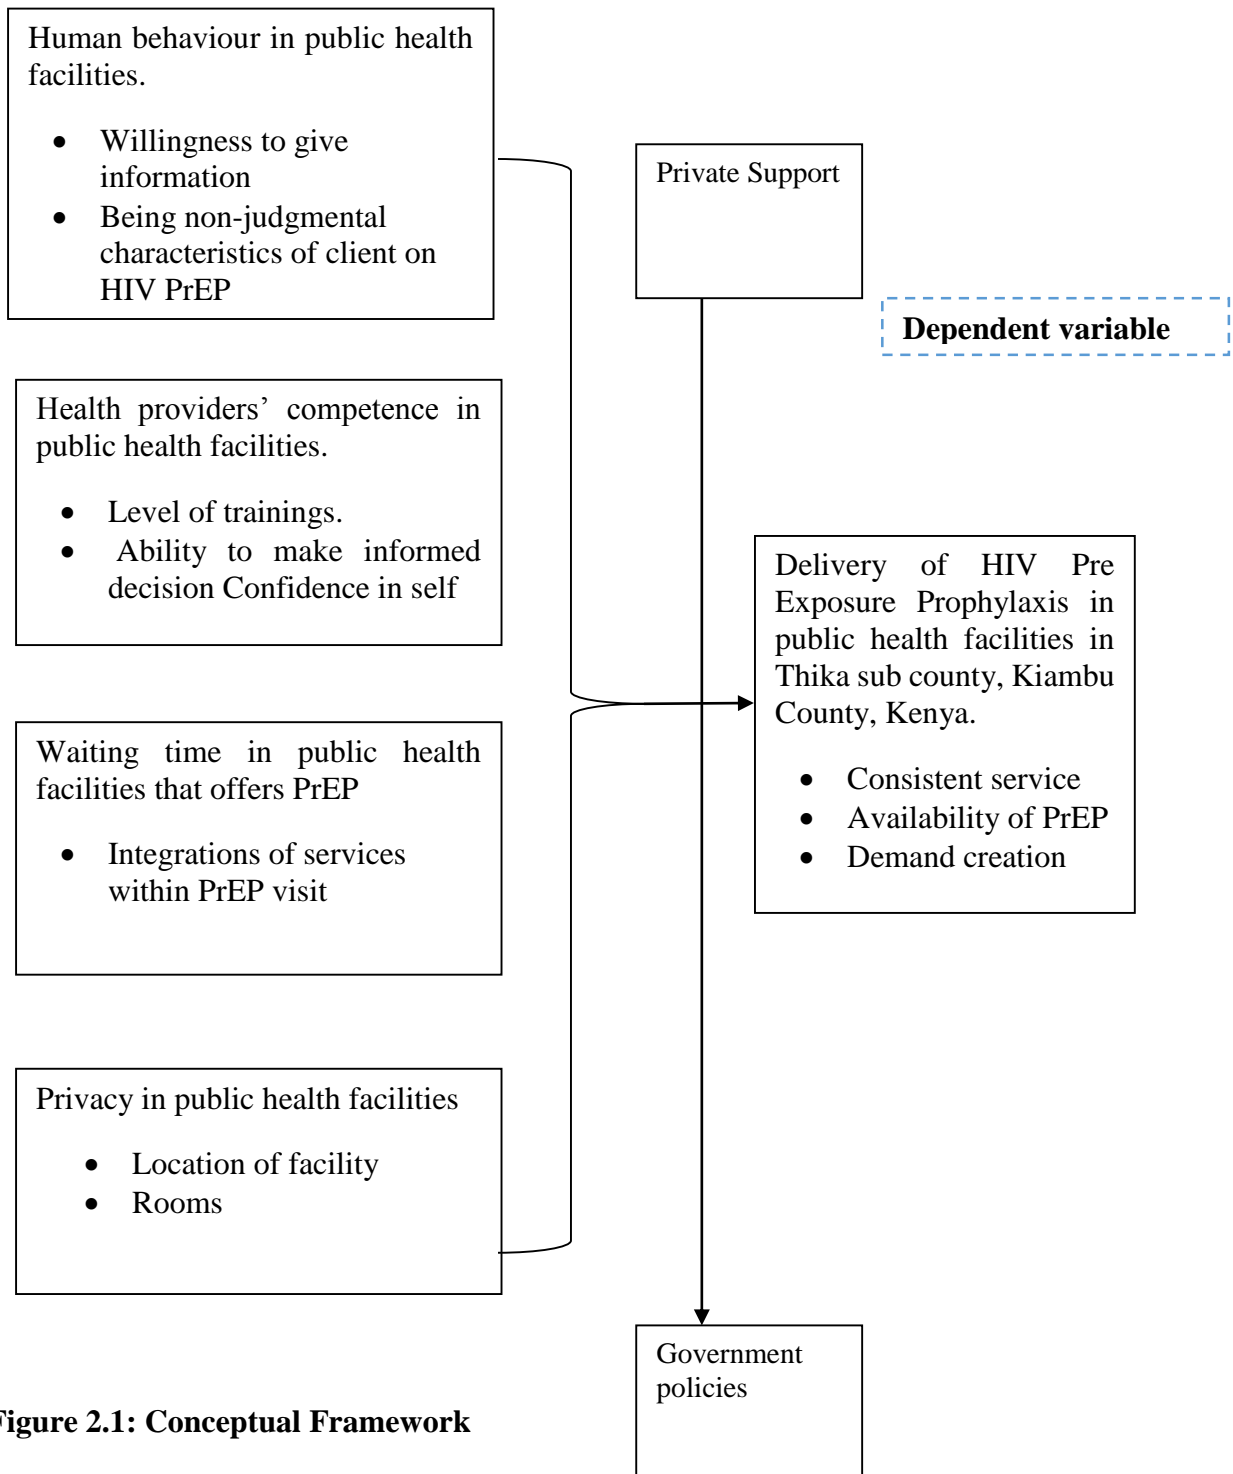 Human behaviour in public health
facilities.
• Willingness to give
information
• Being non-judgmental
characteristics of client on
HIV PrEP
Health providers’ competence in
public health facilities.
• Level of trainings.
• Ability to make informed
decision Confidence in self
Waiting time in public health
facilities that offers PrEP
• Integrations of services
within PrEP visit
Privacy in public health facilities
• Location of facility
• Rooms
Private Support
Dependent variable
Delivery of HIV Pre
Exposure Prophylaxis in
public health facilities in
Thika sub county, Kiambu
County, Kenya.
• Consistent service
• Availability of PrEP
• Demand creation
Government
policies
Figure 2.1: Conceptual Framework